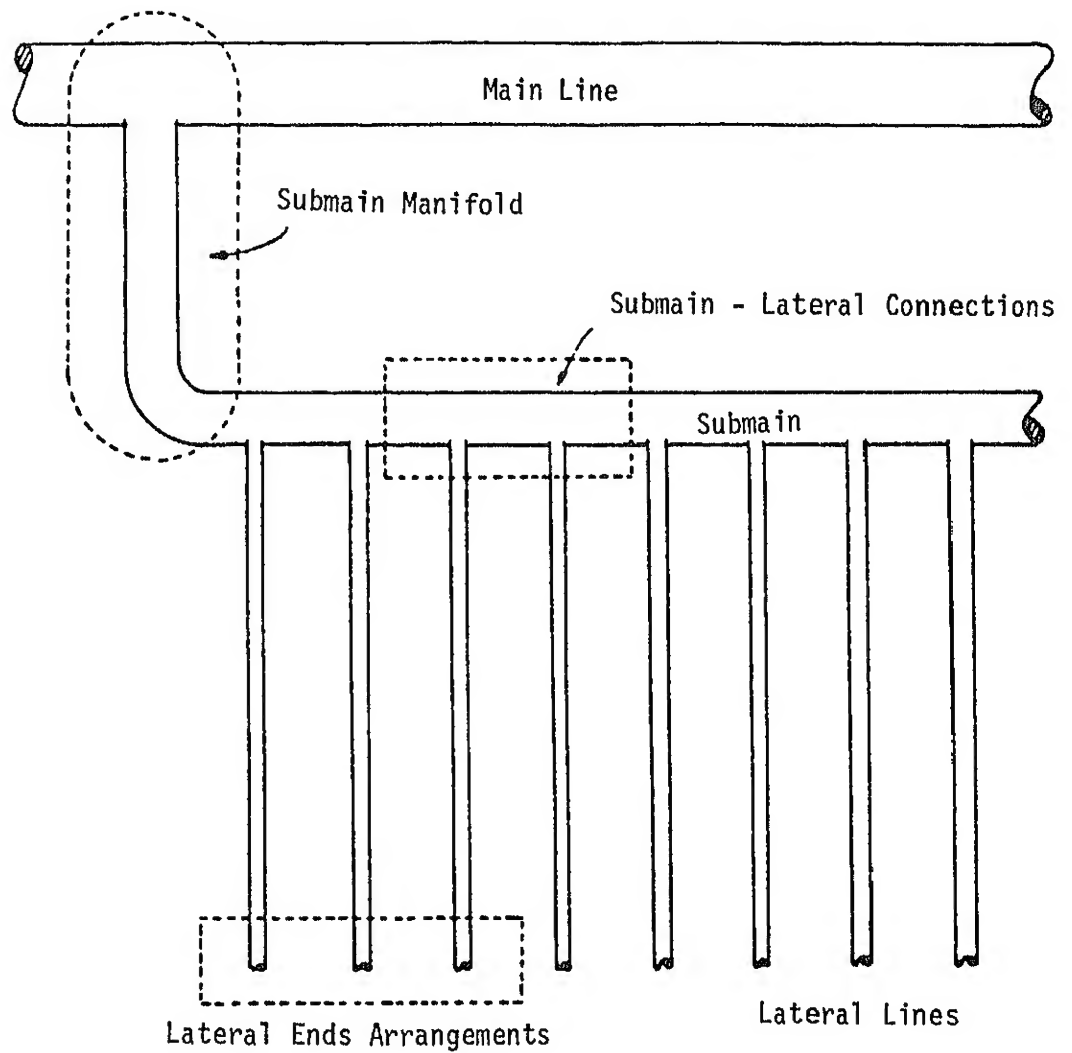 Main Line
Submain Manifold
Submain - Lateral Connections
Submain
Lateral Lines
Lateral Ends Arrangements